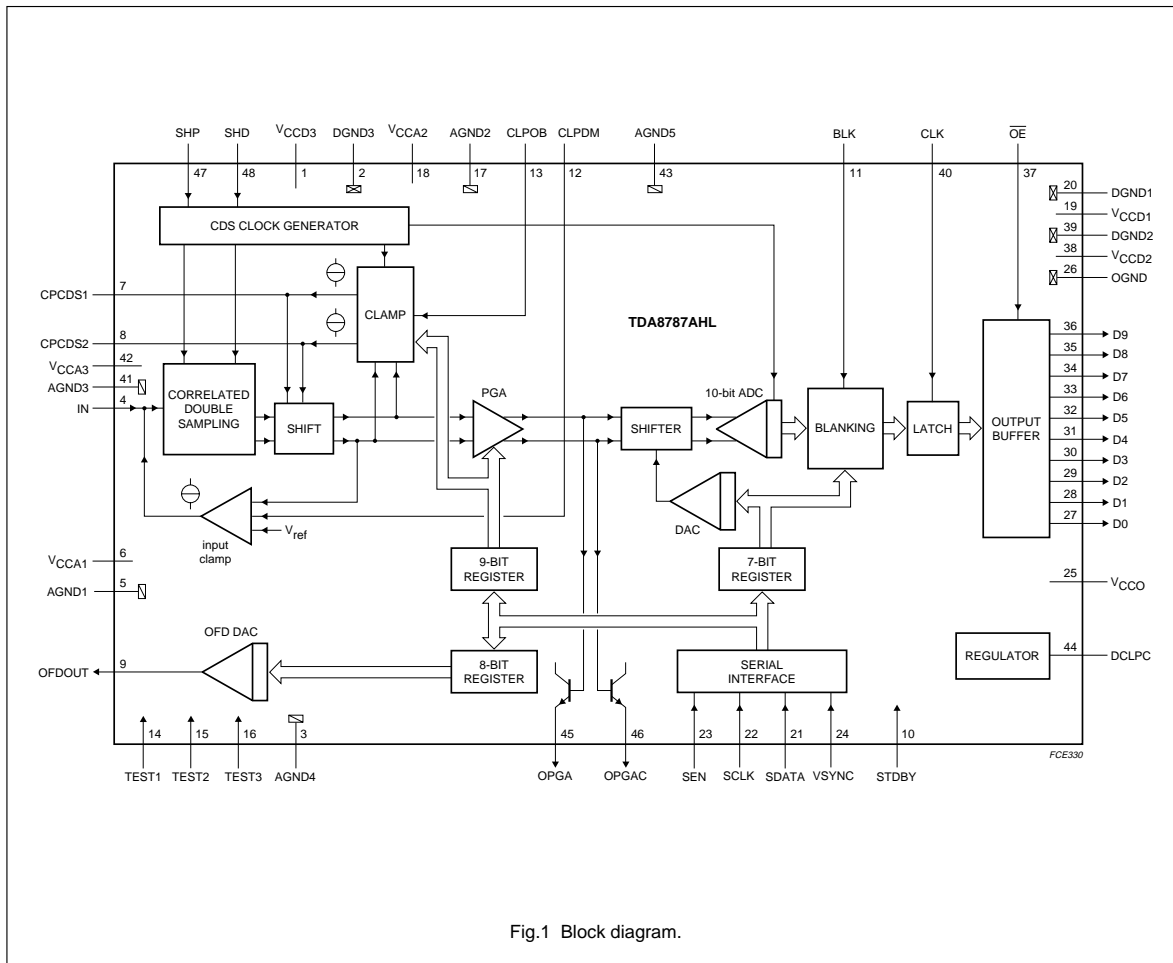 SHP SHD VCCD3 DGND3 VCCA2 AGND2 CLPOB CLPDM AGND5 BLK CLK OE
47 48 1 2 18 17 13 12 43 11 40 37
20 DGND1
19 VCCD1
39 DGND2
38 VCCD2
26 OGND
CDS CLOCK GENERATOR
CPCDS1 7
CLAMP
TDA8787AHL
CPCDS2 8
VCCA3 42
AGND3 41
IN 4
CORRELATED
DOUBLE
SAMPLING
SHIFT
PGA
SHIFTER
10-bit ADC
BLANKING
LATCH
OUTPUT
BUFFER
36 D9
35 D8
34 D7
33 D6
32 D5
31 D4
30 D3
29 D2
28 D1
27 D0
DAC
Vref
input
clamp
VCCA1 6
AGND1 5
9-BIT
REGISTER
7-BIT
REGISTER
25 VCCO
OFD DAC
OFDOUT 9
8-BIT
REGISTER
SERIAL
INTERFACE
REGULATOR
44 DCLPC
14 15 16 3 45 46 23 22 21 24 10
FCE330
TEST1 TEST2 TEST3 AGND4 OPGA OPGAC SEN SCLK SDATA VSYNC STDBY
Fig.1 Block diagram.